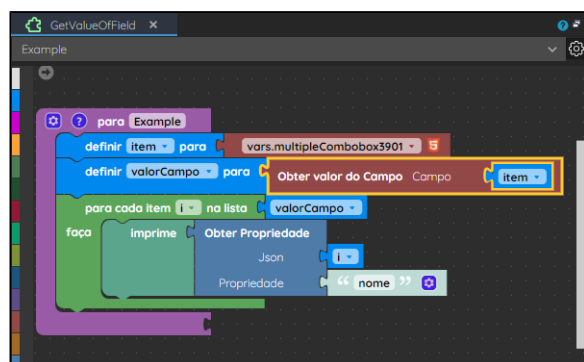 GetValueOfField ×
Example
para Example
definir item para vars.multipleCombobox3901
definir valorCampo para Obter valor do Campo Campo item
para cada item i na lista valorCampo
faça imprime Obter Propriedade
Json i
Propriedade “ nome ”